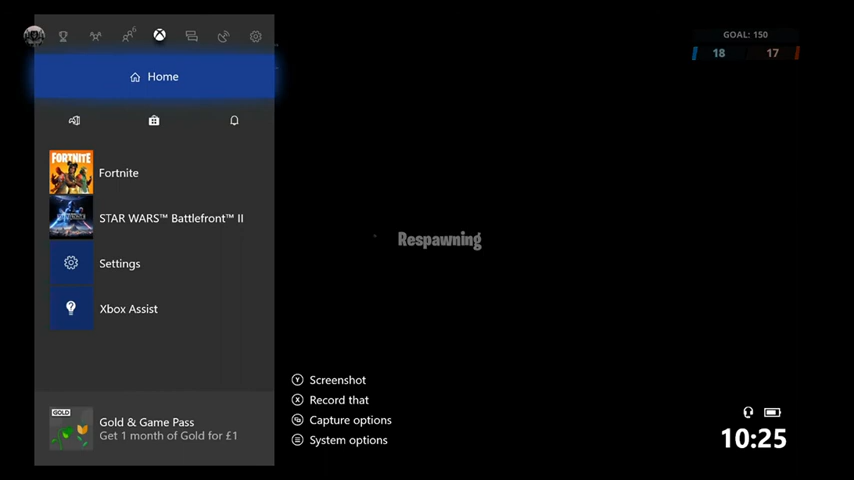 6
GOAL: 150
18 17
Home
FORTNITE
Fortnite
STAR WARS™ Battlefront™ II
Respawning
Settings
Xbox Assist
Screenshot
Record that
GOLD
Gold & Game Pass
Get 1 month of Gold for £1
Capture options
System options
10:25